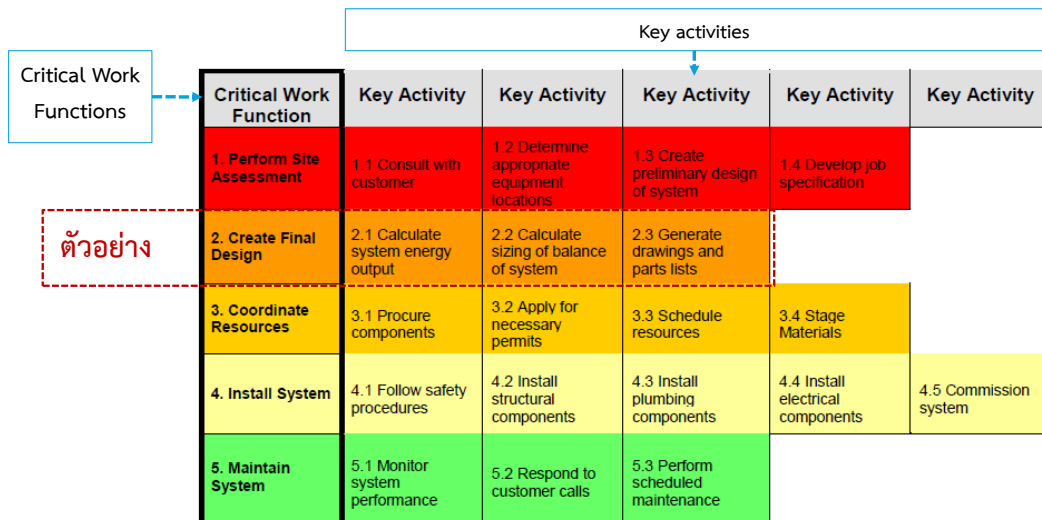 Key activities
Critical Work
Functions
Critical Work
Function
Key Activity
Key Activity
Key Activity
Key Activity
Key Activity
1. Perform Site
Assessment
1.1 Consult with
customer
1.2 Determine
appropriate
equipment
locations
1.3 Create
preliminary design
of system
1.4 Develop job
specification
ตัวอย่าง
2. Create Final
Design
2.1 Calculate
system energy
output
2.2 Calculate
sizing of balance
of system
2.3 Generate
drawings and
parts lists
3. Coordinate
Resources
3.1 Procure
components
3.2 Apply for
necessary
permits
3.3 Schedule
resources
3.4 Stage
Materials
4. Install System
4.1 Follow safety
procedures
4.2 Install
structural
components
4.3 Install
plumbing
components
4.4 Install
electrical
components
4.5 Commission
system
5. Maintain
System
5.1 Monitor
system
performance
5.2 Respond to
customer calls
5.3 Perform
scheduled
maintenance